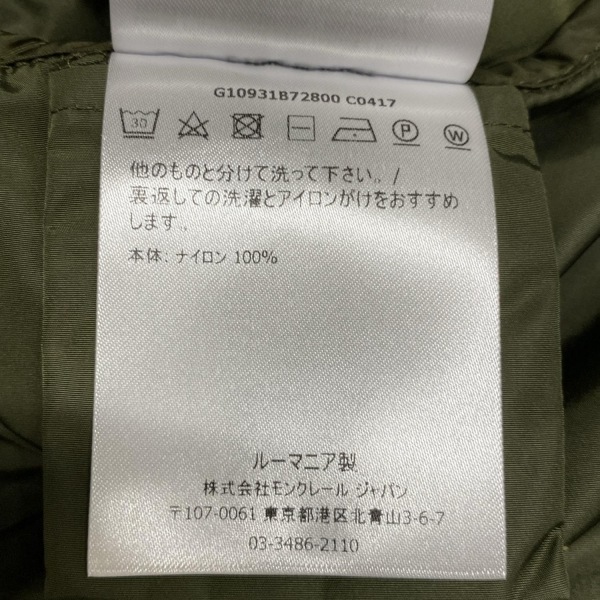 G10931B72800 C0417
30 P W
他のものと分けて洗って下さい。/
裏返しての洗濯とアイロンがけをおすすめ
します。
本体: ナイロン 100%
ルーマニア製
株式会社モンクレール ジャパン
〒107-0061 東京都港区北青山3-6-7
03-3486-2110